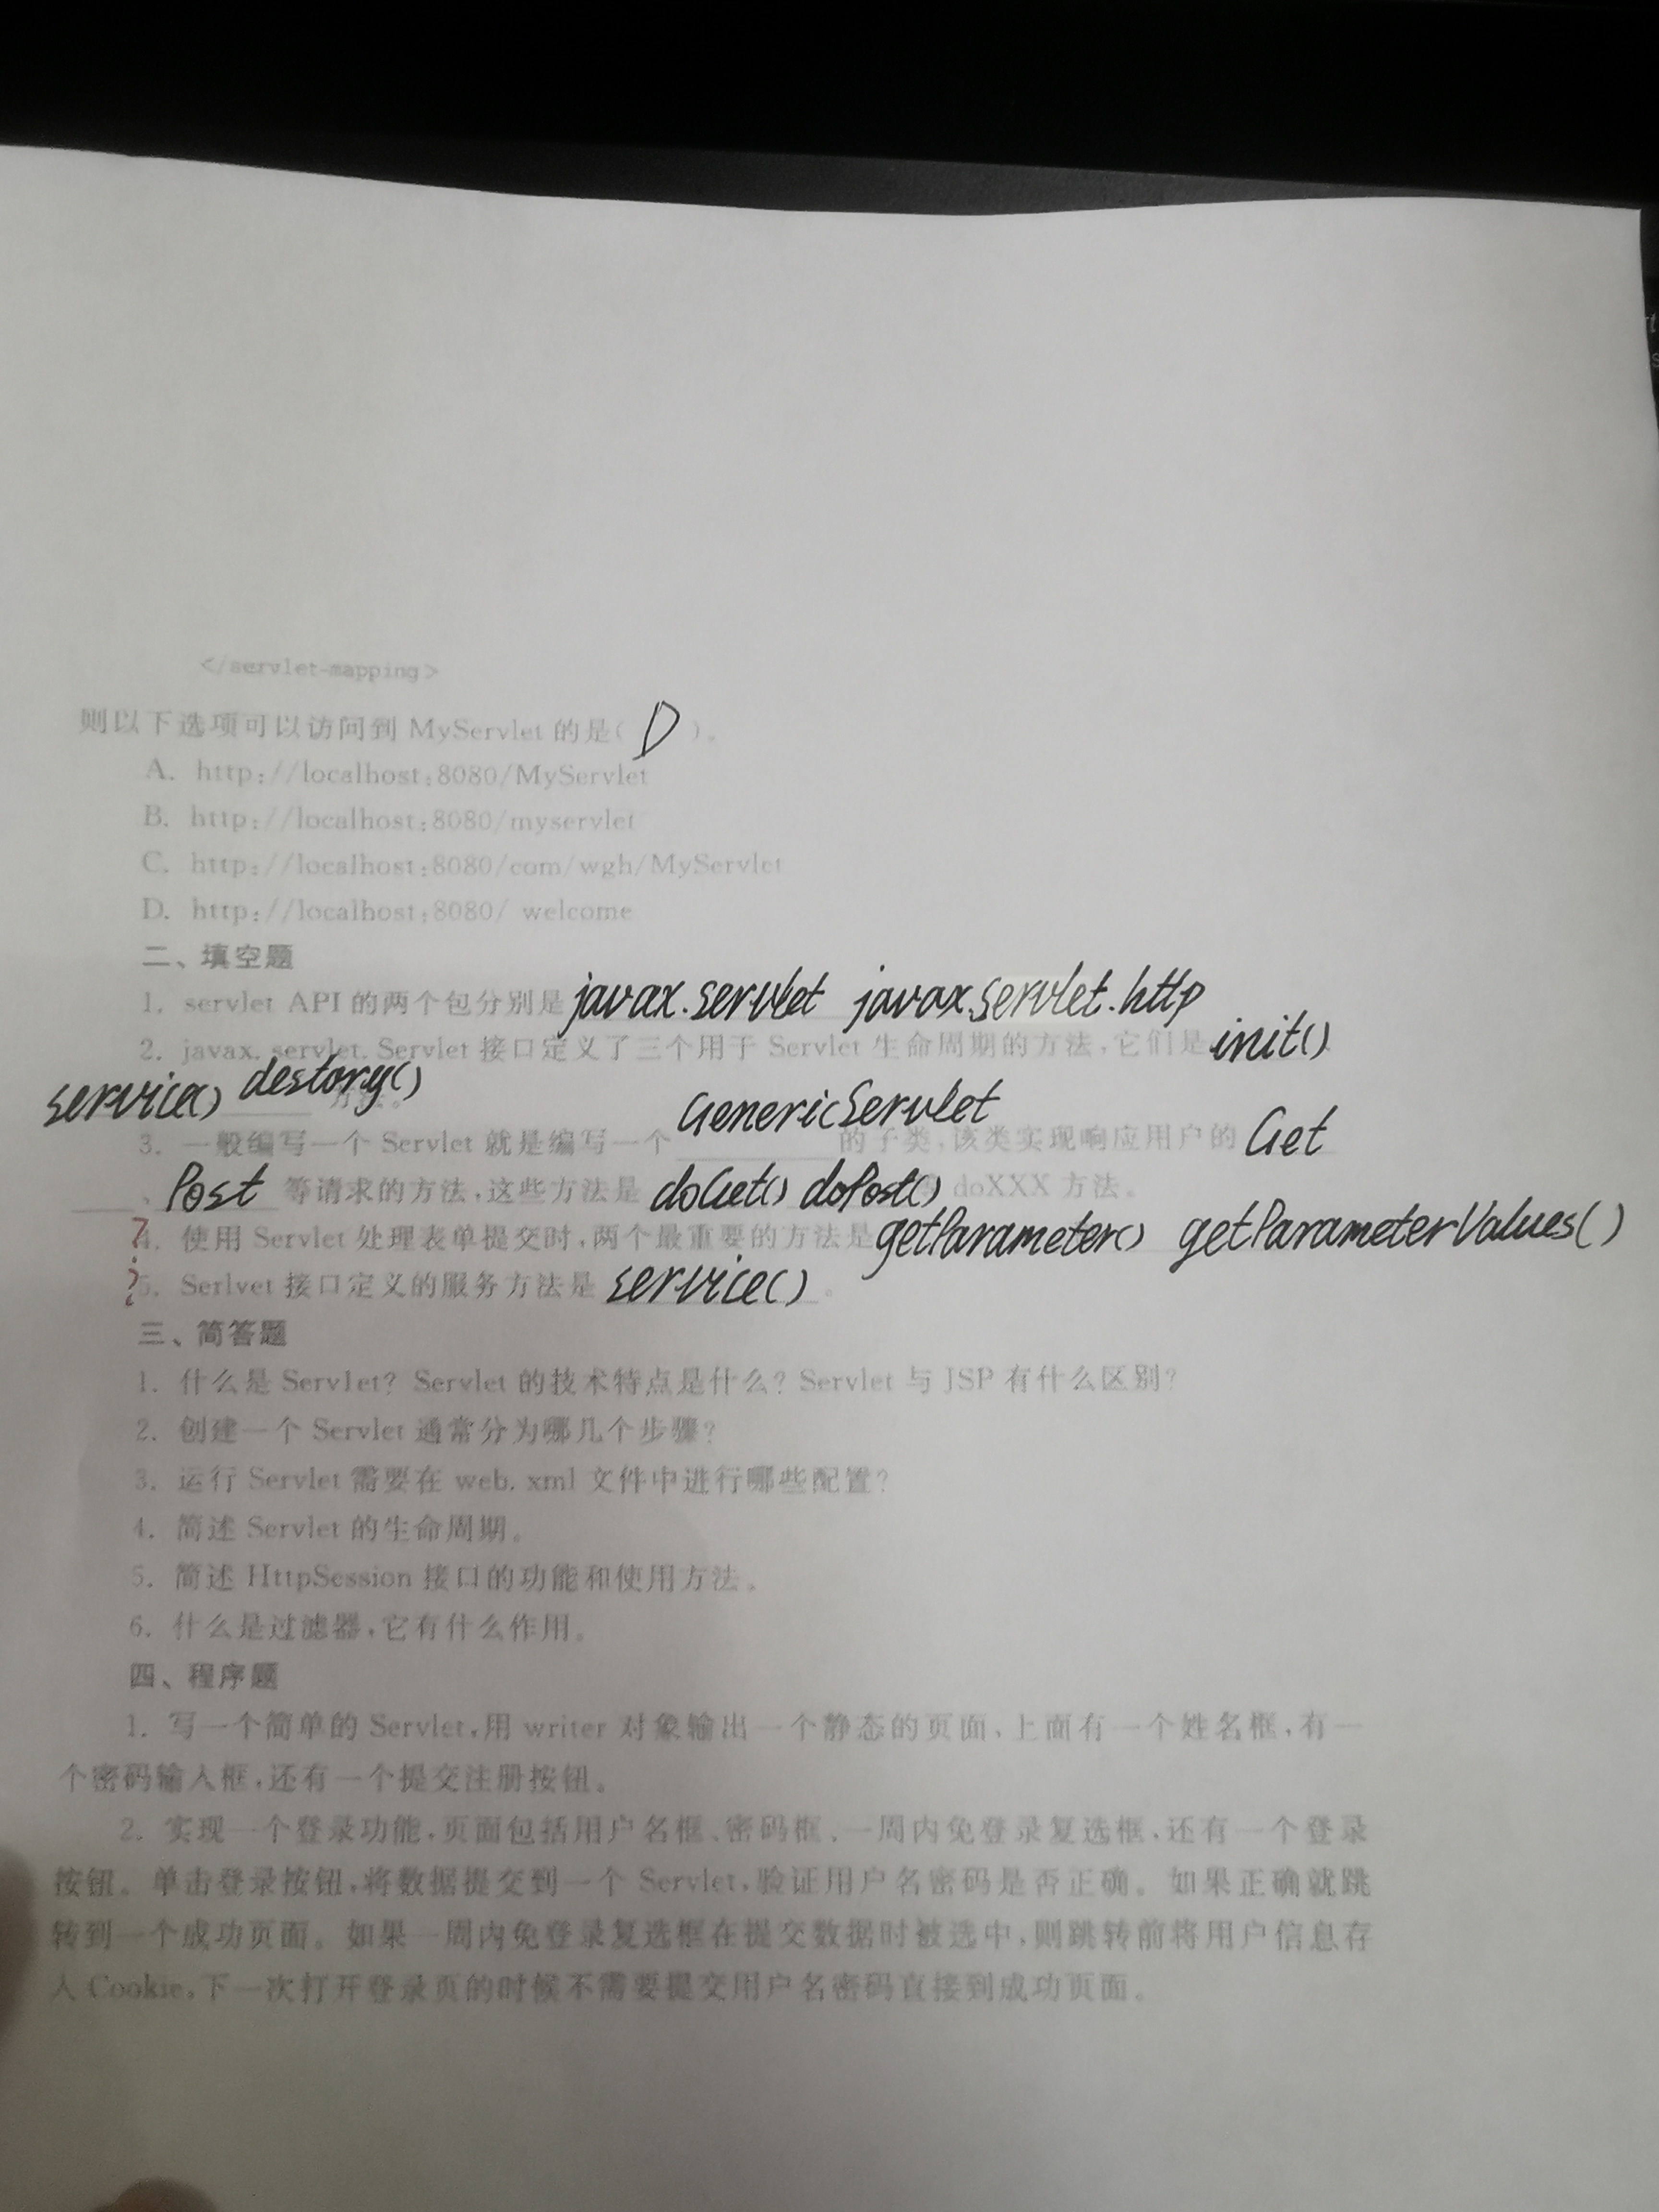 </servlet-mapping>
则以下选项可以访问到 MyServlet 的是( D )。
A. http://localhost:8080/MyServlet
B. http://localhost:8080/myservlet
C. http://localhost:8080/com/wgh/MyServlet
D. http://localhost:8080/ welcome
二、填空题
1. servlet API 的两个包分别是 javax.servlet javax.servlet.http
2. javax. servlet. Servlet 接口定义了三个用于 Servlet 生命周期的方法,它们是 init()
service() destory() 方法。
3. 一般编写一个 Servlet 就是编写一个 GenericServlet 的子类,该类实现响应用户的 Get
、Post 等请求的方法,这些方法是 doGet() doPost() 等 doXXX 方法。
? 4. 使用 Servlet 处理表单提交时,两个最重要的方法是 getParameter() getParameterValues()
? 5. Serlvet 接口定义的服务方法是 service() 。
三、简答题
1. 什么是 Servlet? Servlet 的技术特点是什么? Servlet 与 JSP 有什么区别?
2. 创建一个 Servlet 通常分为哪几个步骤?
3. 运行 Servlet 需要在 web. xml 文件中进行哪些配置?
4. 简述 Servlet 的生命周期。
5. 简述 HttpSession 接口的功能和使用方法。
6. 什么是过滤器,它有什么作用。
四、程序题
1. 写一个简单的 Servlet,用 writer 对象输出一个静态的页面、上面有一个姓名框,有一
个密码输入框,还有一个提交注册按钮。
2. 实现一个登录功能,页面包括用户名框、密码框、一周内免登录复选框,还有一个登录
按钮。单击登录按钮,将数据提交到一个 Servlet,验证用户名密码是否正确。如果正确就跳
转到一个成功页面。如果一周内免登录复选框在提交数据时被选中,则跳转前将用户信息存
入 Cookie,下一次打开登录页的时候不需要提交用户名密码直接到成功页面。